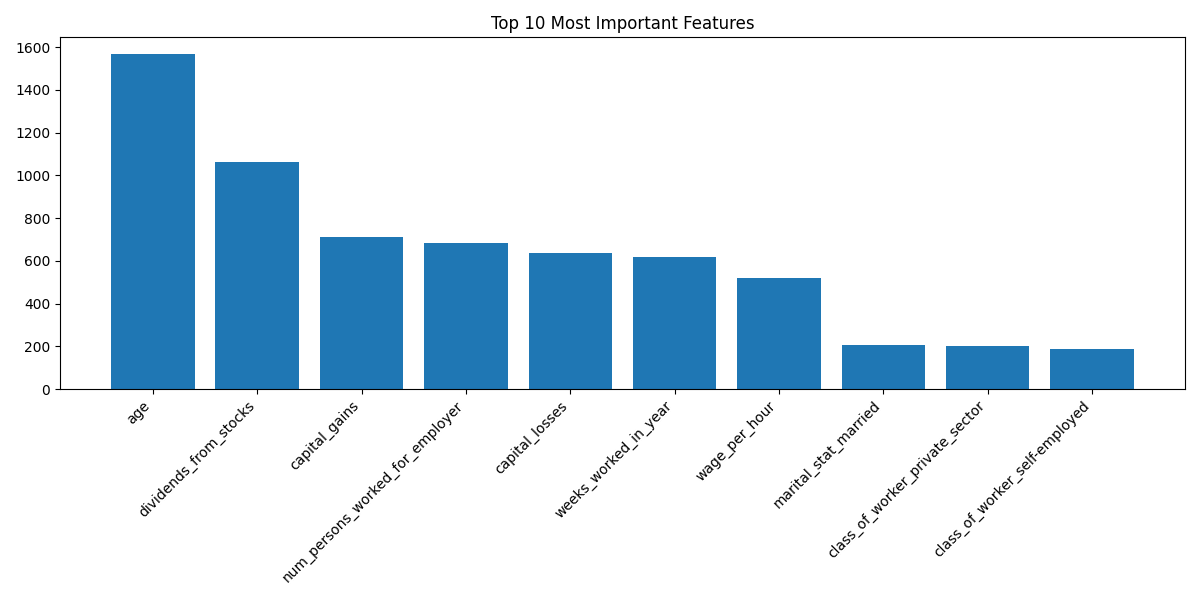 Top 10 Most Important Features
1600
1400
1200
1000
800
600
400
200
0
age
dividends_from_stocks
capital_gains
num_persons_worked_for_employer
capital_losses
weeks_worked_in_year
wage_per_hour
marital_stat_married
class_of_worker_private_sector
class_of_worker_self-employed